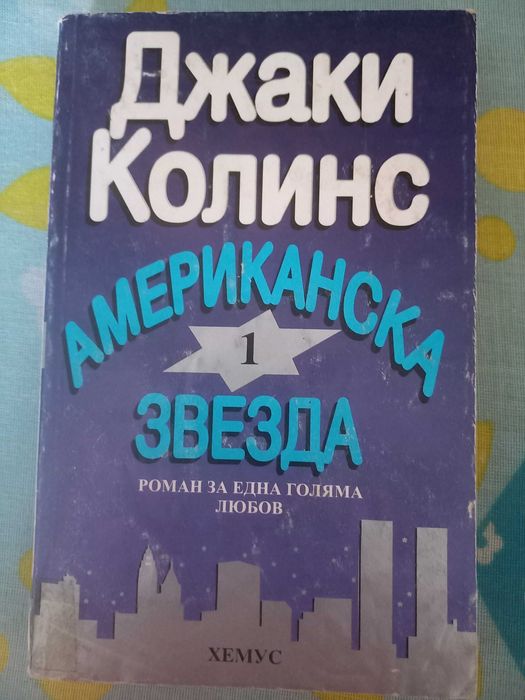 Джаки
Колинс
АМЕРИКАНСКА
1
ЗВЕЗДА
РОМАН ЗА ЕДНА ГОЛЯМА
ЛЮБОВ
ХЕМУС